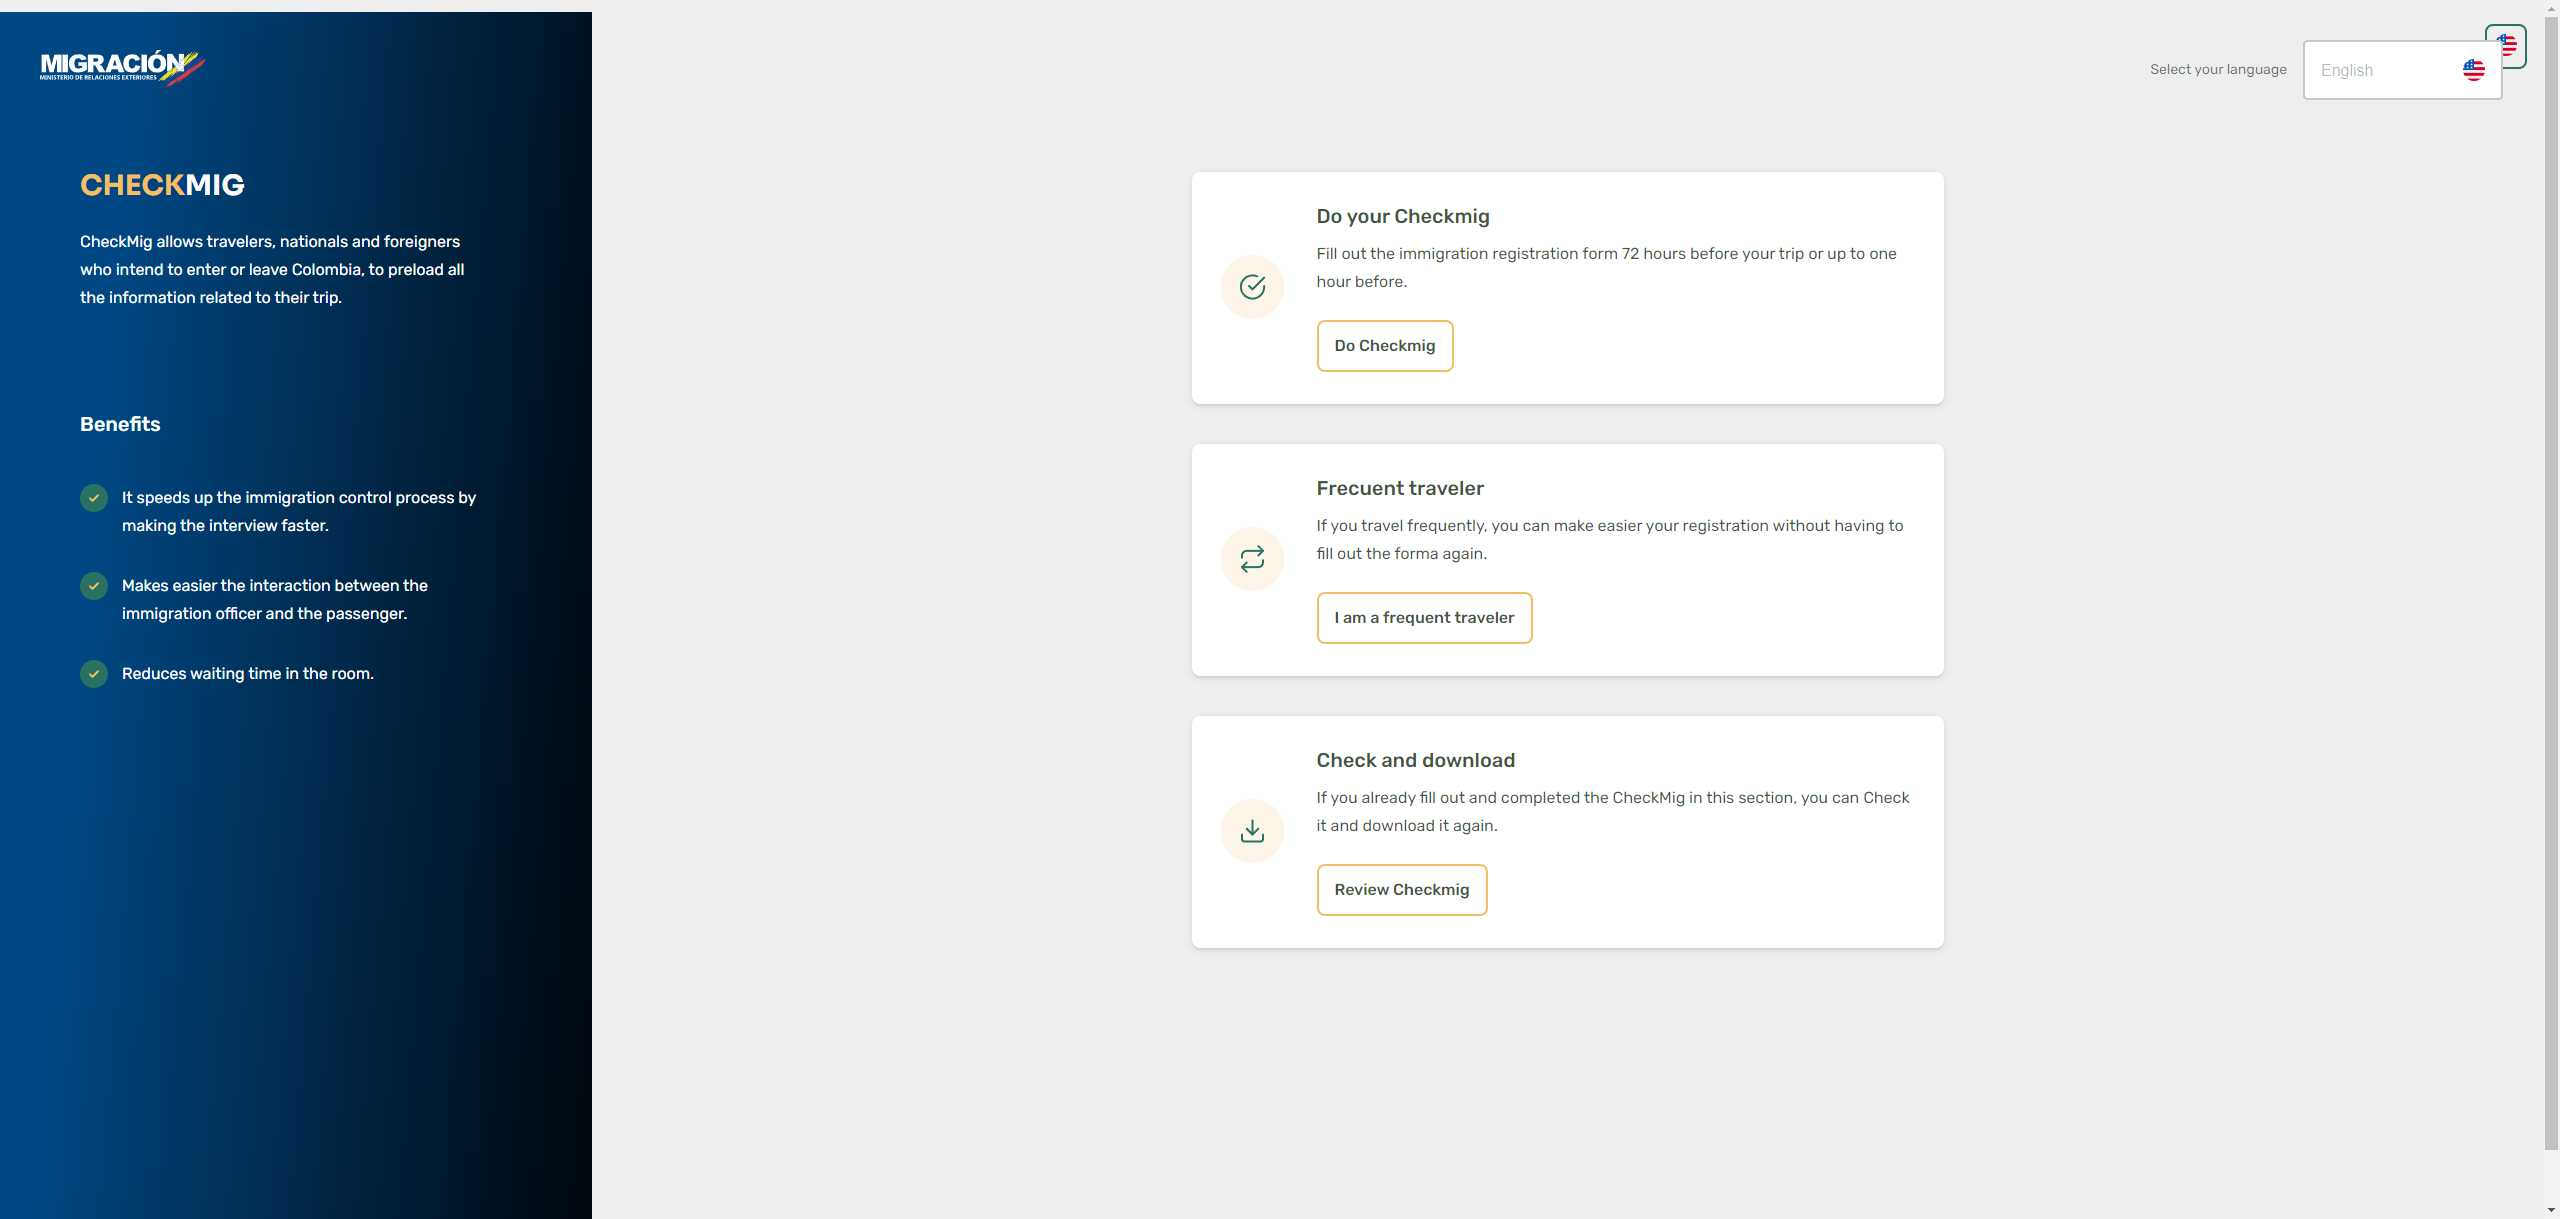 MIGRACIÓN
MINISTERIO DE RELACIONES EXTERIORES
CHECKMIG
CheckMig allows travelers, nationals and foreigners
who intend to enter or leave Colombia, to preload all
the information related to their trip.
Benefits
It speeds up the immigration control process by
making the interview faster.
Makes easier the interaction between the
immigration officer and the passenger.
Reduces waiting time in the room.
Select your language
English
Do your Checkmig
Fill out the immigration registration form 72 hours before your trip or up to one
hour before.
Do Checkmig
Frecuent traveler
If you travel frequently, you can make easier your registration without having to
fill out the forma again.
I am a frequent traveler
Check and download
If you already fill out and completed the CheckMig in this section, you can Check
it and download it again.
Review Checkmig